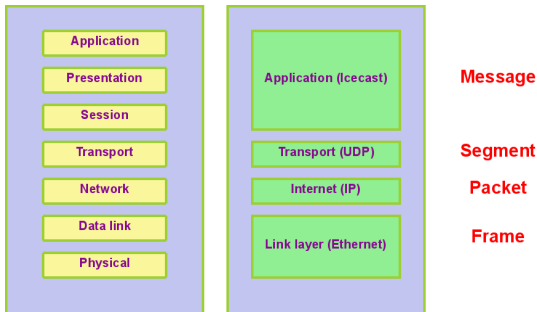 Application
Presentation
Session
Transport
Network
Data link
Physical
Application (Icecast)
Transport (UDP)
Internet (IP)
Link layer (Ethernet)
Message
Segment
Packet
Frame